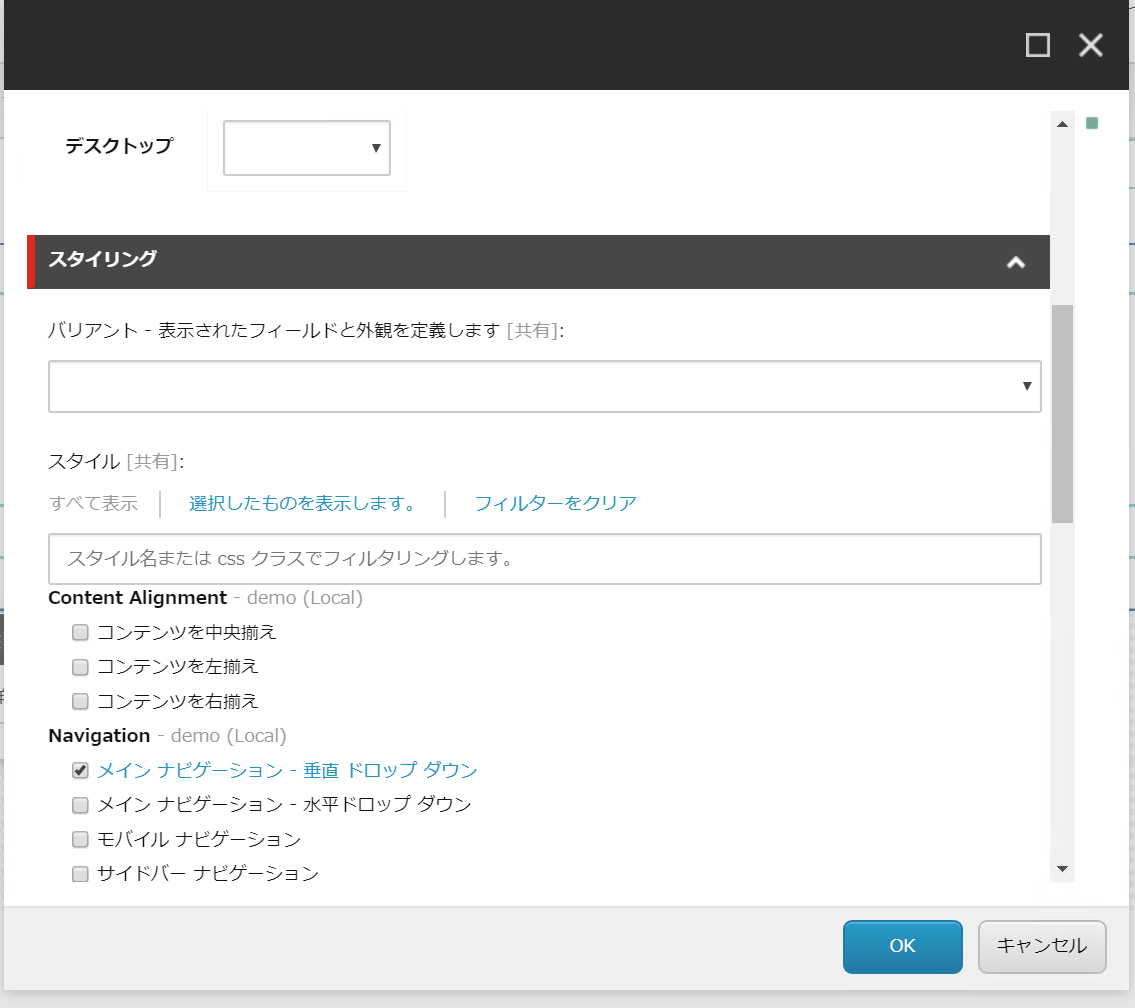 デスクトップ
スタイリング
バリアント - 表示されたフィールドと外観を定義します [共有]:
スタイル [共有]:
すべて表示 選択したものを表示します。 フィルターをクリア
スタイル名または css クラスでフィルタリングします。
Content Alignment - demo (Local)
コンテンツを中央揃え
コンテンツを左揃え
コンテンツを右揃え
Navigation - demo (Local)
メイン ナビゲーション - 垂直 ドロップ ダウン
メイン ナビゲーション - 水平ドロップ ダウン
モバイル ナビゲーション
サイドバー ナビゲーション
OK キャンセル